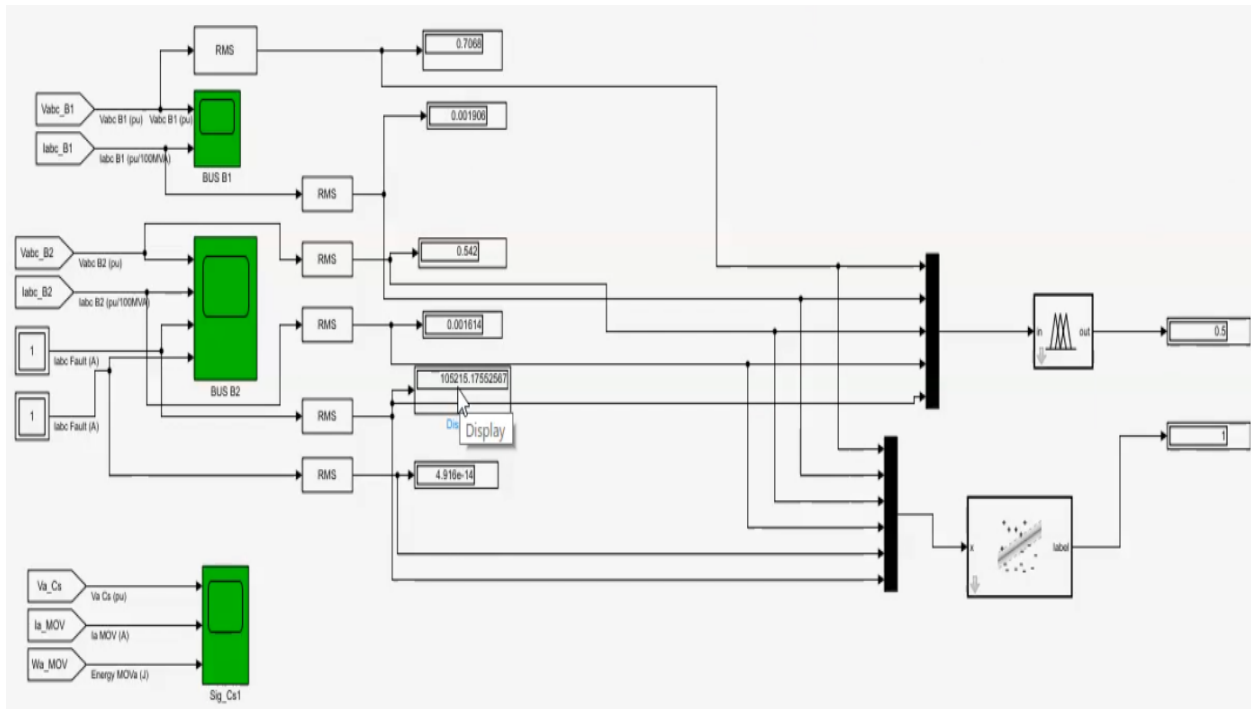 RMS
0.7068
Vabc_B1
Vabc B1 (pu) Vabc B1 (pu)
0.001906
Iabc_B1
Iabc B1 (pu/100MVA)
BUS B1
RMS
Vabc_B2
Vabc B2 (pu)
RMS
0.542
Iabc_B2
Iabc B2 (pu/100MVA)
RMS
0.001614
in
out
0.5
1
Iabc Fault (A)
BUS B2
105215.17552567
Display
1
Iabc Fault (A)
RMS
1
RMS
4.916e-14
x
label
Va_Cs
Va Cs (pu)
Ia_MOV
Ia MOV (A)
Wa_MOV
Energy MOVa (J)
Sig_Cs1